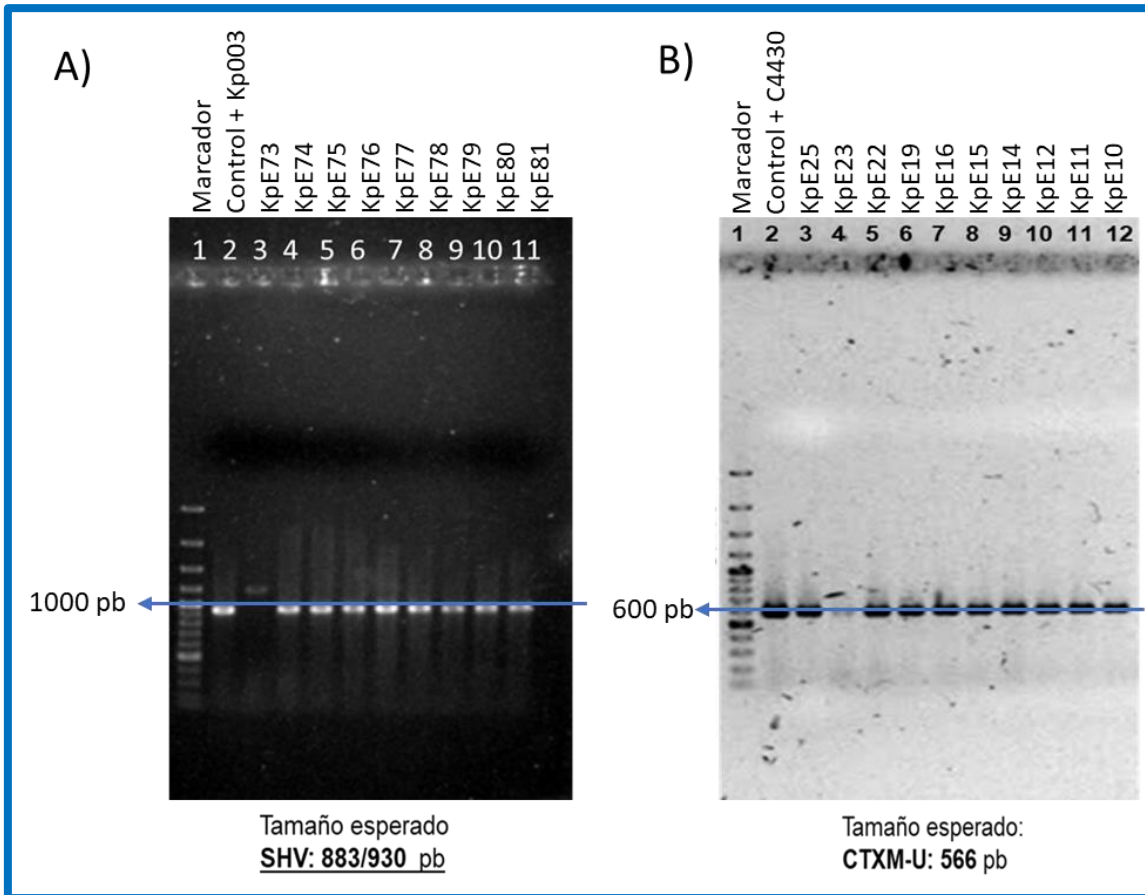 A)
Marcador
Control + Kp003
KpE73
KpE74
KpE75
KpE76
KpE77
KpE78
KpE79
KpE80
KpE81
1 2 3 4 5 6 7 8 9 10 11
1000 pb
Tamaño esperado
SHV: 883/930 pb
B)
Marcador
Control + C4430
KpE25
KpE23
KpE22
KpE19
KpE16
KpE15
KpE14
KpE12
KpE11
KpE10
1 2 3 4 5 6 7 8 9 10 11 12
600 pb
Tamaño esperado:
CTXM-U: 566 pb